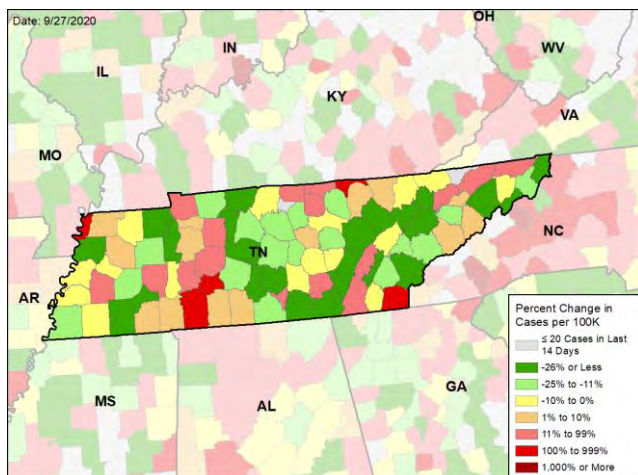 Date: 9/27/2020
OH
IN
WV
IL
KY
VA
MO
TN
NC
AR
Percent Change in
Cases per 100K
≤ 20 Cases in Last
14 Days
-26% or Less
-25% to -11%
-10% to 0%
1% to 10%
11% to 99%
100% to 999%
1,000% or More
MS
AL
GA